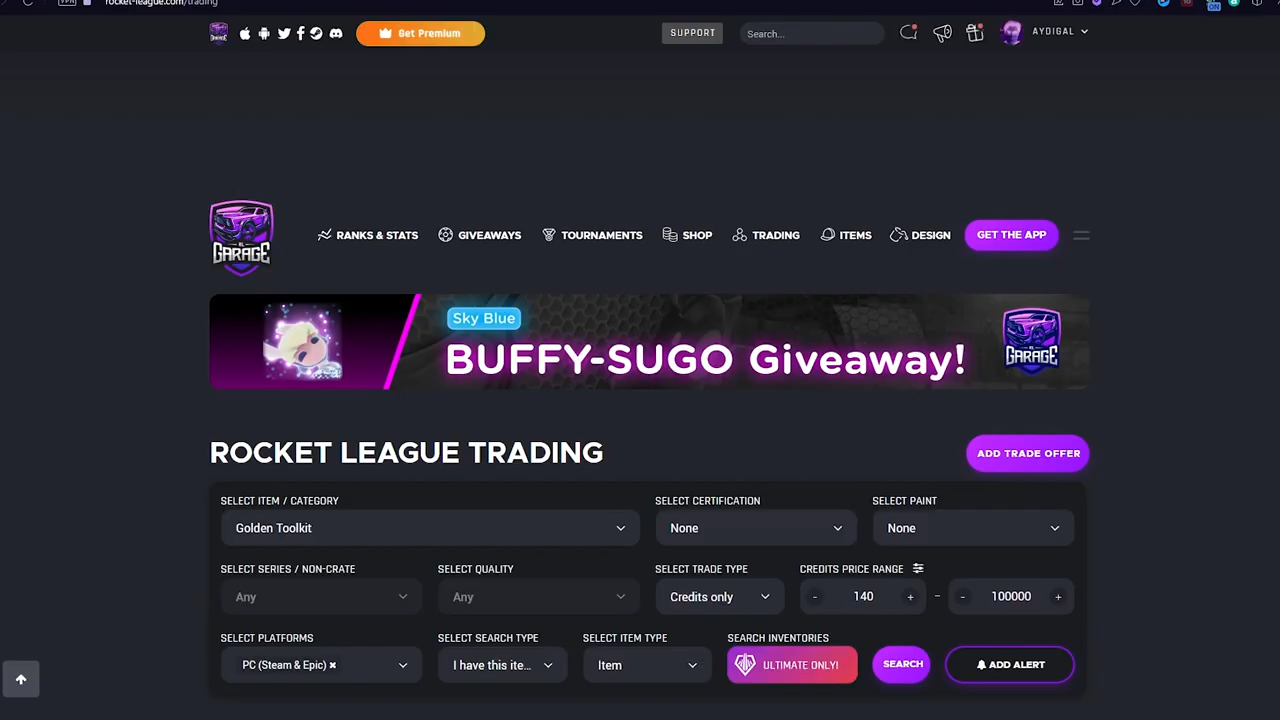 rocket-league.com/trading
Get Premium
SUPPORT
Search...
AYDIGAL
RL
GARAGE
RANKS & STATS
GIVEAWAYS
TOURNAMENTS
SHOP
TRADING
ITEMS
DESIGN
GET THE APP
Sky Blue
BUFFY-SUGO Giveaway!
RL
GARAGE
ROCKET LEAGUE TRADING
ADD TRADE OFFER
SELECT ITEM / CATEGORY
SELECT CERTIFICATION
SELECT PAINT
Golden Toolkit
None
None
SELECT SERIES / NON-CRATE
SELECT QUALITY
SELECT TRADE TYPE
CREDITS PRICE RANGE
Any
Any
Credits only
- 140 + - - 100000 +
SELECT PLATFORMS
SELECT SEARCH TYPE
SELECT ITEM TYPE
SEARCH INVENTORIES
PC (Steam & Epic) ×
I have this ite...
Item
ULTIMATE ONLY!
SEARCH
ADD ALERT